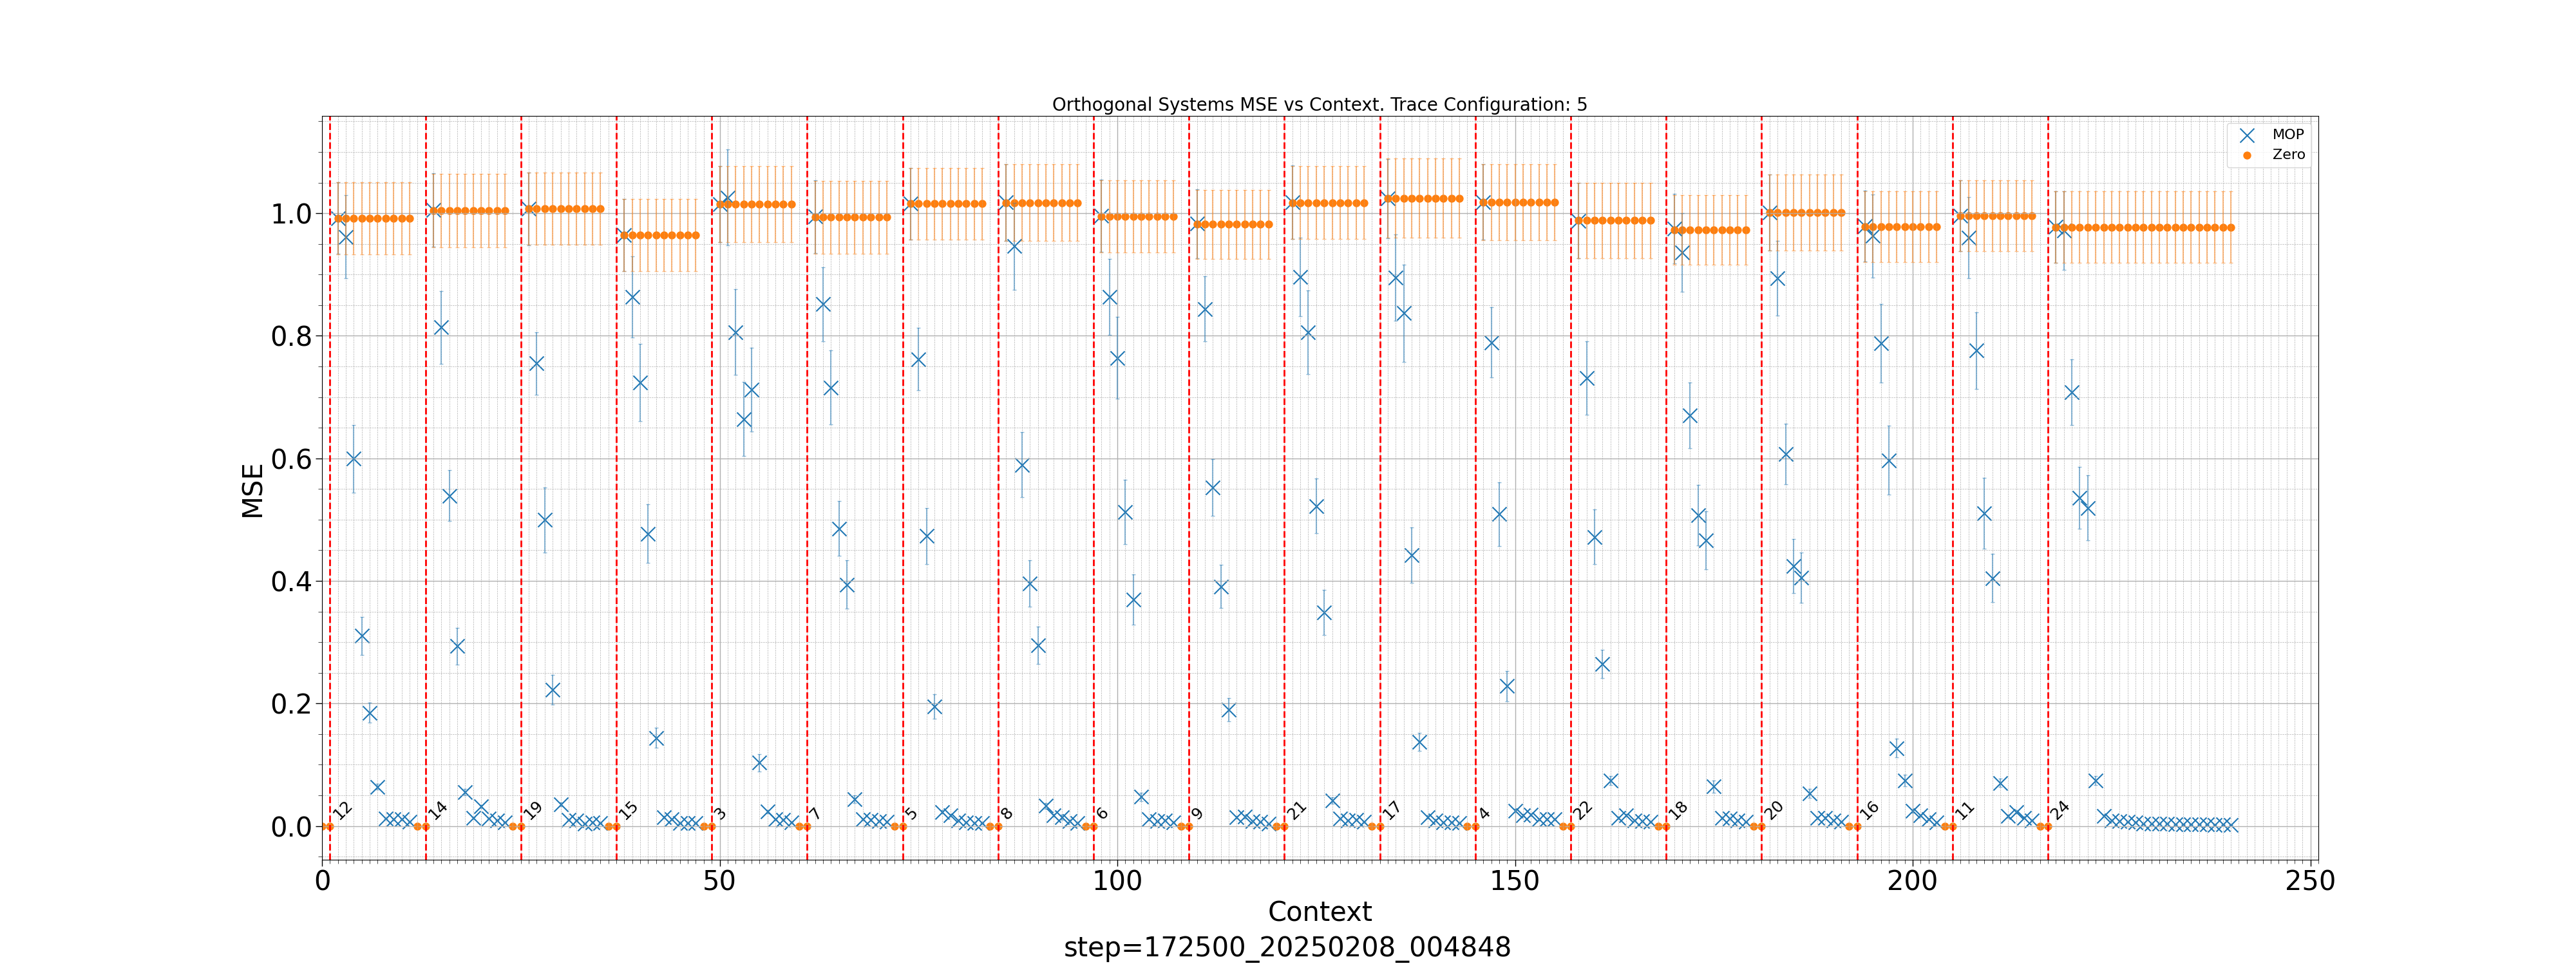 Orthogonal Systems MSE vs Context. Trace Configuration: 5
MOP
Zero
MSE
1.0
0.8
0.6
0.4
0.2
0.0
12 14 19 15 3 7 5 8 6 9 21 17 4 22 18 20 16 11 24
0 50 100 150 200 250
Context
step=172500_20250208_004848